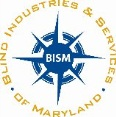 BLIND INDUSTRIES & SERVICES
BISM
• OF MARYLAND •